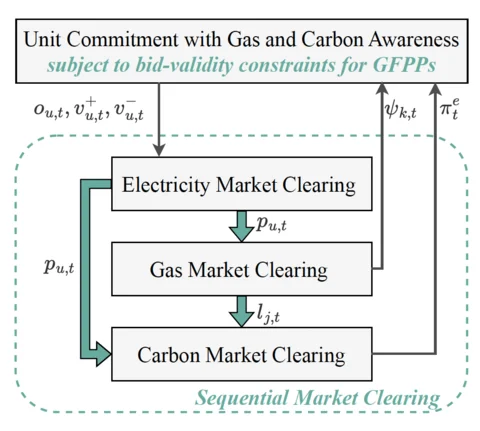 Unit Commitment with Gas and Carbon Awareness
subject to bid-validity constraints for GFPPs
o_{u,t}, v^+_{u,t}, v^-_{u,t}
ψ_{k,t}
π^e_t
Electricity Market Clearing
p_{u,t}
p_{u,t}
Gas Market Clearing
l_{j,t}
Carbon Market Clearing
Sequential Market Clearing